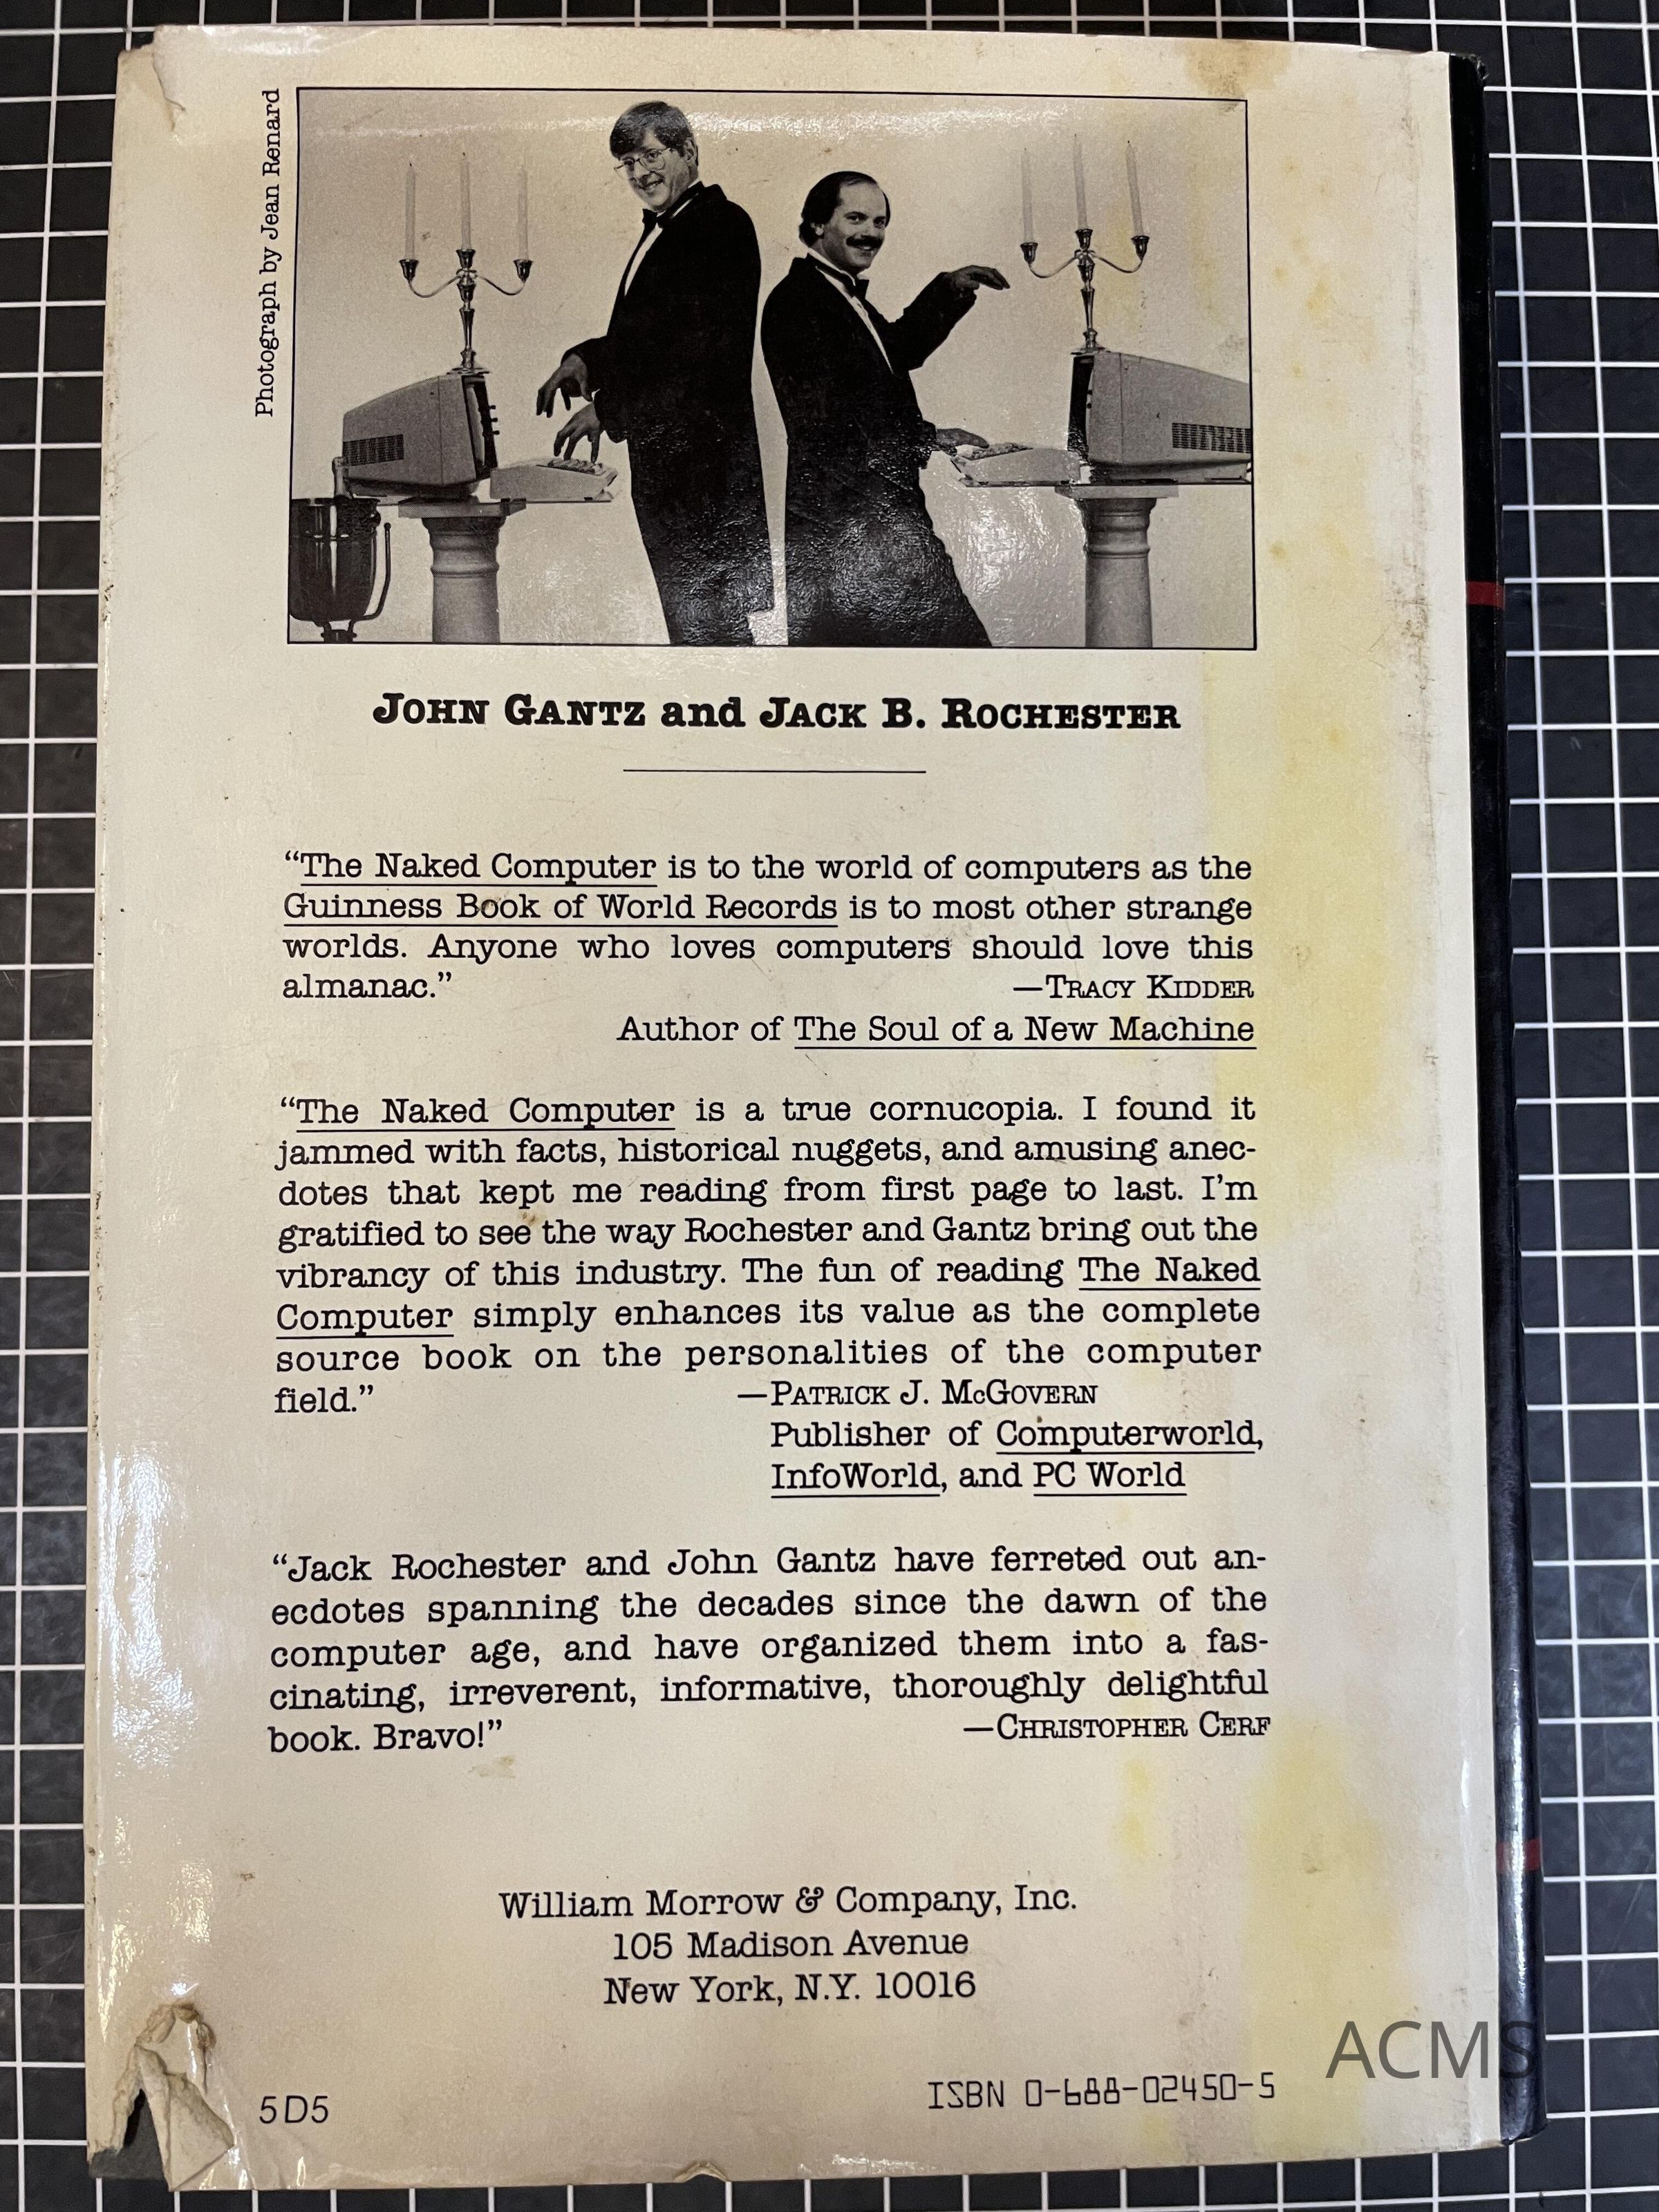 Photograph by Jean Renard
JOHN GANTZ and JACK B. ROCHESTER
“The Naked Computer is to the world of computers as the
Guinness Book of World Records is to most other strange
worlds. Anyone who loves computers should love this
almanac.” —TRACY KIDDER
Author of The Soul of a New Machine
“The Naked Computer is a true cornucopia. I found it
jammed with facts, historical nuggets, and amusing anec-
dotes that kept me reading from first page to last. I’m
gratified to see the way Rochester and Gantz bring out the
vibrancy of this industry. The fun of reading The Naked
Computer simply enhances its value as the complete
source book on the personalities of the computer
field.” —PATRICK J. McGOVERN
Publisher of Computerworld,
InfoWorld, and PC World
“Jack Rochester and John Gantz have ferreted out an-
ecdotes spanning the decades since the dawn of the
computer age, and have organized them into a fas-
cinating, irreverent, informative, thoroughly delightful
book. Bravo!” —CHRISTOPHER CERF
William Morrow & Company, Inc.
105 Madison Avenue
New York, N.Y. 10016
ACMS
5D5 ISBN 0-688-02450-5